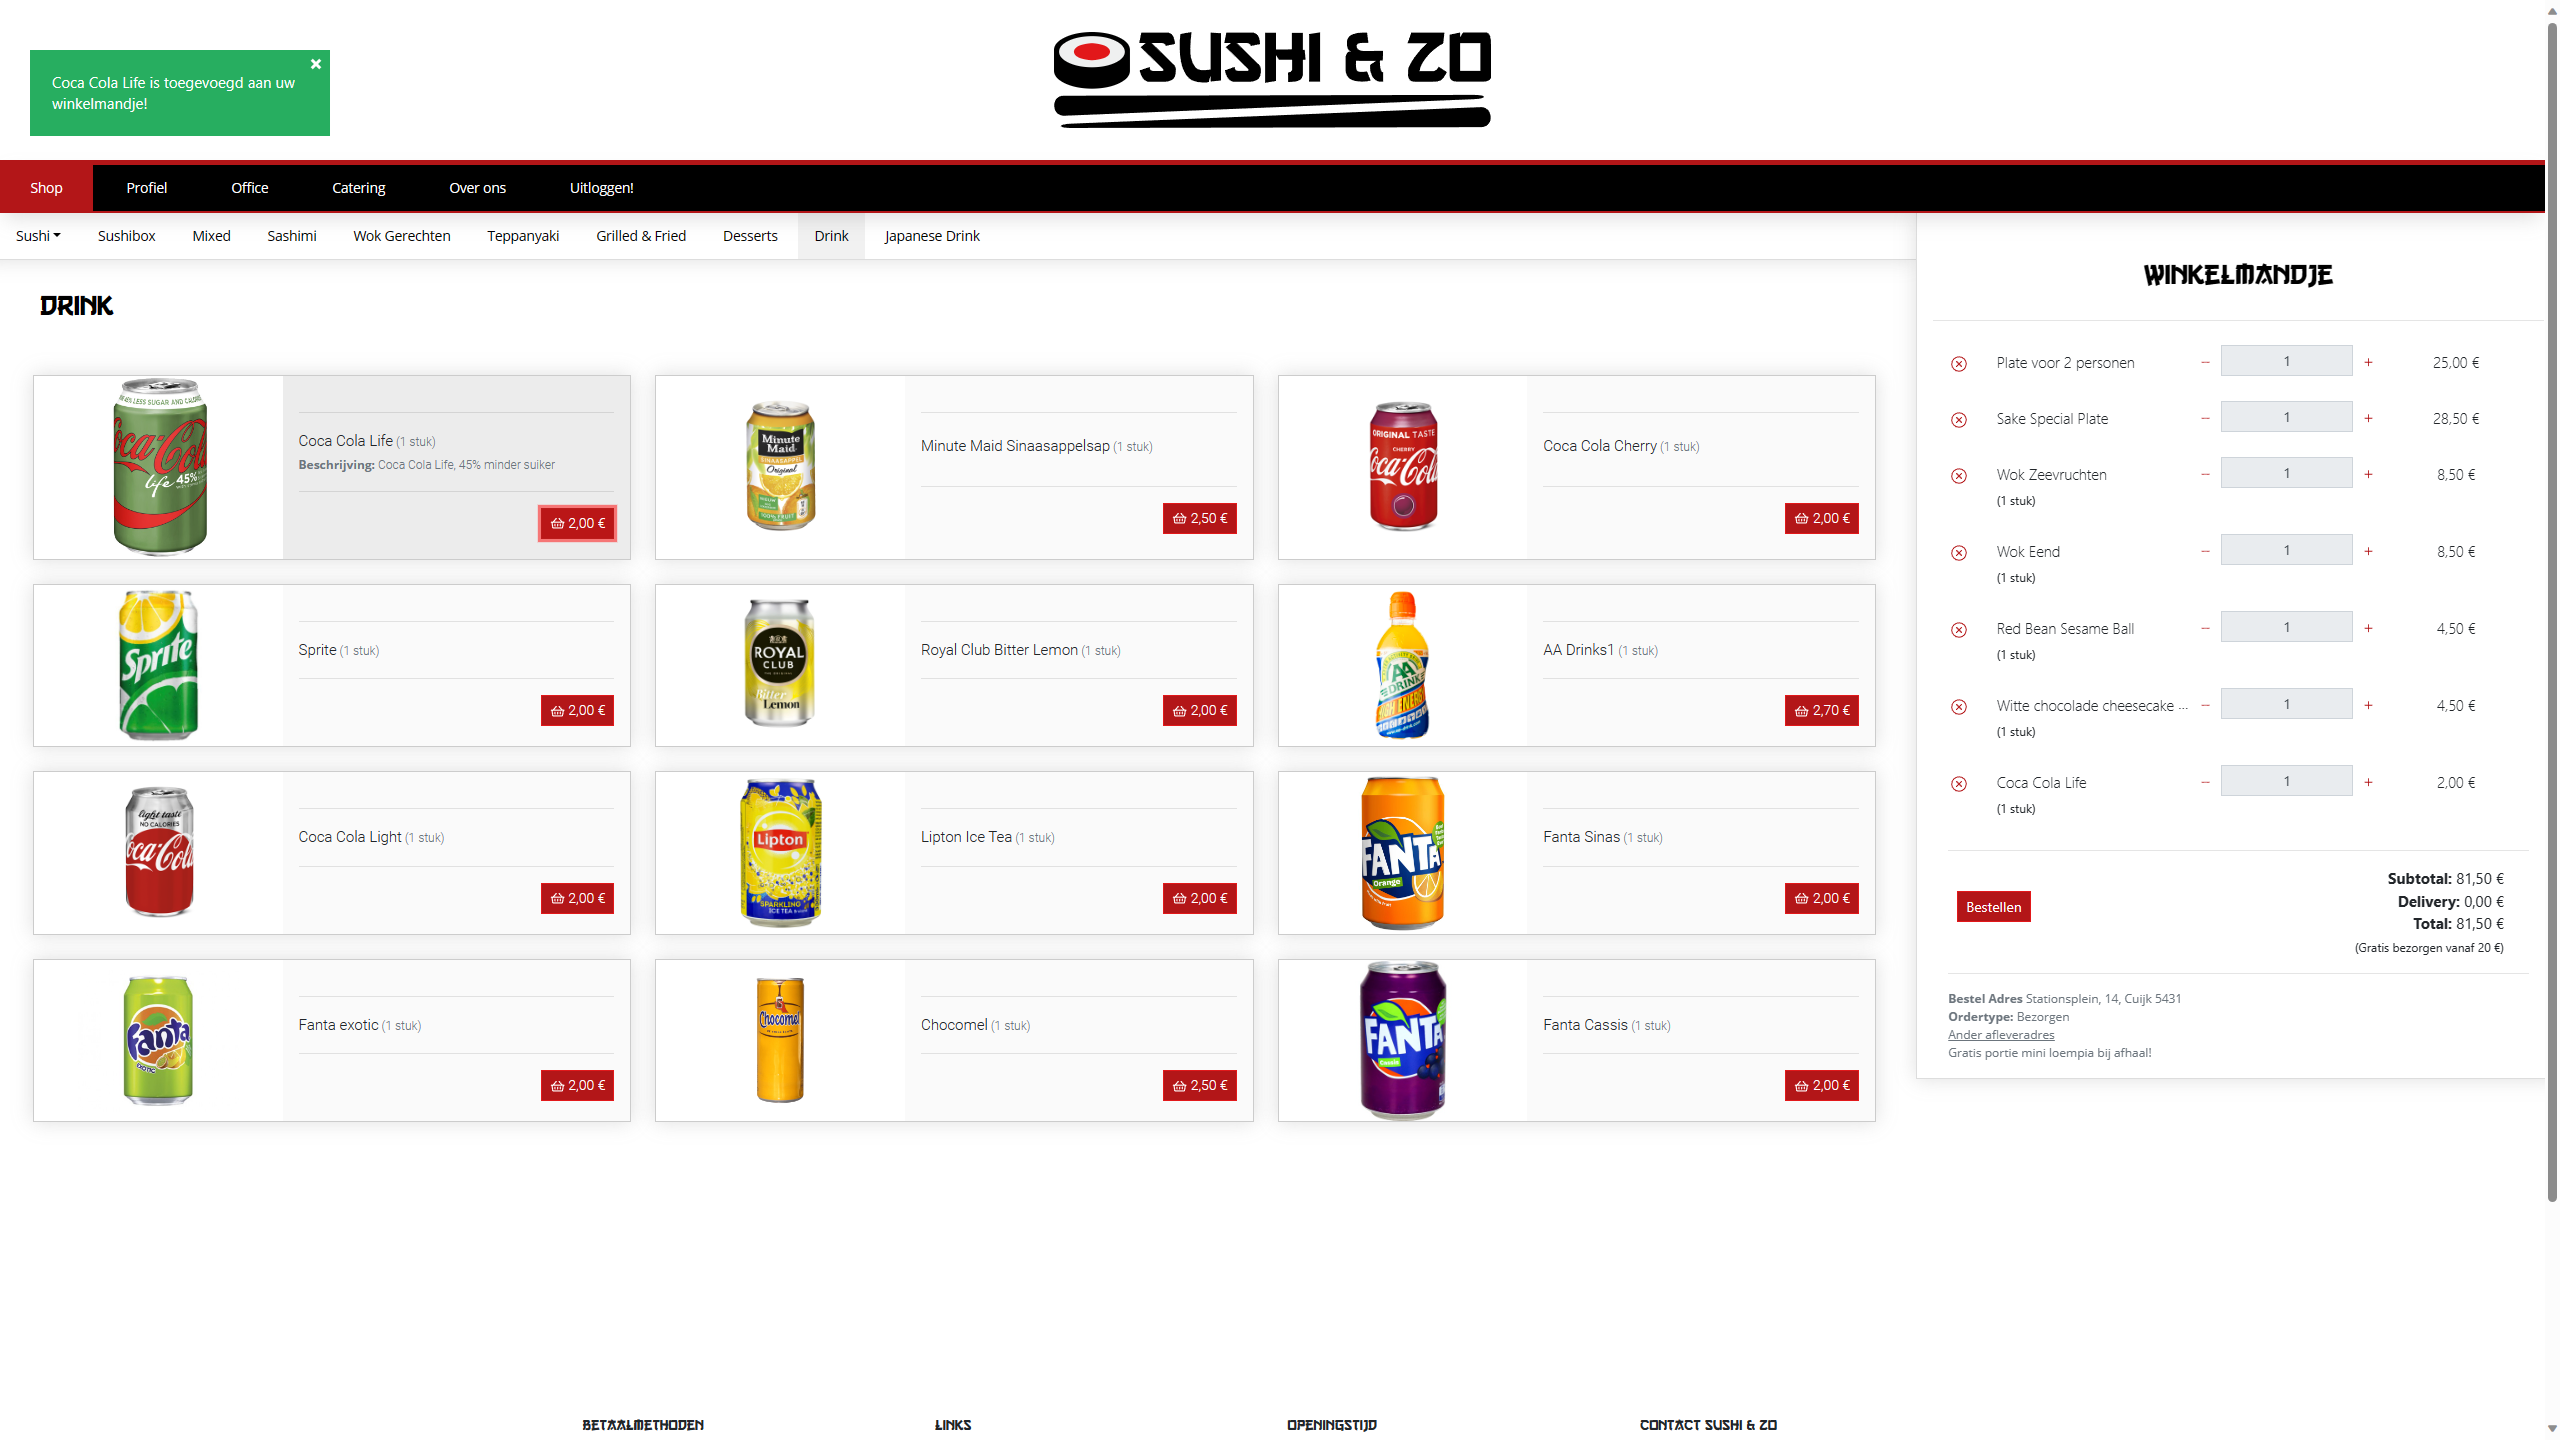 SUSHI & ZO
Coca Cola Life is toegevoegd aan uw
winkelmandje!
Shop
Profiel
Office
Catering
Over ons
Uitloggen!
Sushi
Sushibox
Mixed
Sashimi
Wok Gerechten
Teppanyaki
Grilled & Fried
Desserts
Drink
Japanese Drink
DRINK
Coca Cola Life (1 stuk)
Beschrijving: Coca Cola Life, 45% minder suiker
2,00 €
Minute Maid Sinaasappelsap (1 stuk)
2,50 €
Coca Cola Cherry (1 stuk)
2,00 €
Sprite (1 stuk)
2,00 €
Royal Club Bitter Lemon (1 stuk)
2,00 €
AA Drinks1 (1 stuk)
2,70 €
Coca Cola Light (1 stuk)
2,00 €
Lipton Ice Tea (1 stuk)
2,00 €
Fanta Sinas (1 stuk)
2,00 €
Fanta exotic (1 stuk)
2,00 €
Chocomel (1 stuk)
2,50 €
Fanta Cassis (1 stuk)
2,00 €
WINKELMANDJE
Plate voor 2 personen − 1 + 25,00 €
Sake Special Plate − 1 + 28,50 €
Wok Zeevruchten − 1 + 8,50 €
(1 stuk)
Wok Eend − 1 + 8,50 €
(1 stuk)
Red Bean Sesame Ball − 1 + 4,50 €
(1 stuk)
Witte chocolade cheesecake ... − 1 + 4,50 €
(1 stuk)
Coca Cola Life − 1 + 2,00 €
(1 stuk)
Bestellen
Subtotal: 81,50 €
Delivery: 0,00 €
Total: 81,50 €
(Gratis bezorgen vanaf 20 €)
Bestel Adres Stationsplein, 14, Cuijk 5431
Ordertype: Bezorgen
Ander afleveradres
Gratis portie mini loempia bij afhaal!
BETAALMETHODEN
LINKS
OPENINGSTIJD
CONTACT SUSHI & ZO